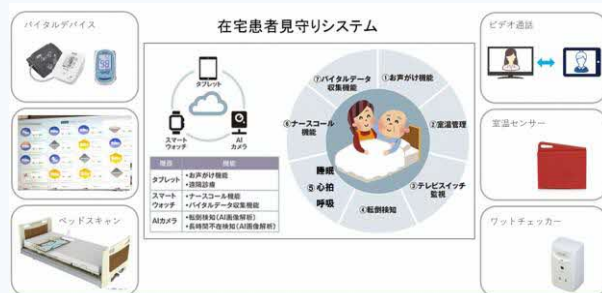 在宅患者見守りシステム
バイタルデバイス
ベッドスキャン
タブレット
スマート
ウォッチ
AI
カメラ
機器
機能
タブレット
・お声がけ機能
・遠隔診療
スマート
ウォッチ
・ナースコール機能
・バイタルデータ収集機能
AIカメラ
・転倒検知(AI画像解析)
・長時間不在検知(AI画像解析)
①お声がけ機能
②室温管理
③テレビスイッチ
監視
④転倒検知
睡眠
⑤ 心拍
呼吸
⑥ナースコール
機能
⑦バイタルデータ
収集機能
ビデオ通話
室温センサー
ワットチェッカー